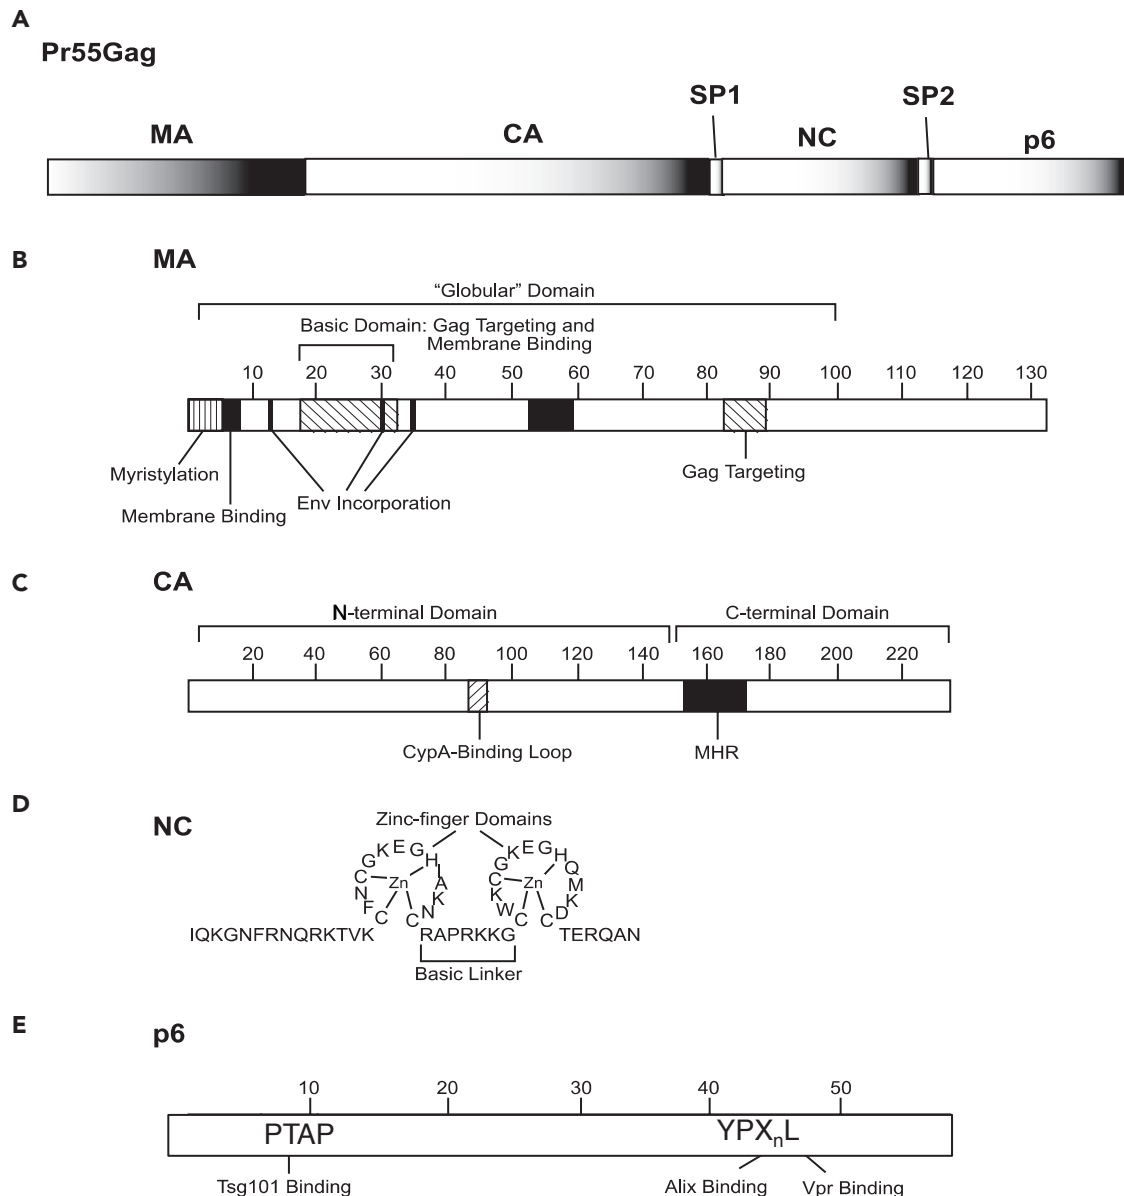 A
Pr55Gag
SP1
SP2
MA
CA
NC
p6
B
MA
“Globular” Domain
Basic Domain: Gag Targeting and
Membrane Binding
10 20 30 40 50 60 70 80 90 100 110 120 130
Myristylation
Gag Targeting
Env Incorporation
Membrane Binding
C
CA
N-terminal Domain
C-terminal Domain
20 40 60 80 100 120 140 160 180 200 220
CypA-Binding Loop
MHR
D
NC
Zinc-finger Domains
C F N C G K E G H I A K N C
Zn
C W K C G K E G H Q M K D C
Zn
IQKGNFRNQRKTVK
RAPRKKG
TERQAN
Basic Linker
E
p6
10 20 30 40 50
PTAP
YPXnL
Tsg101 Binding
Alix Binding
Vpr Binding